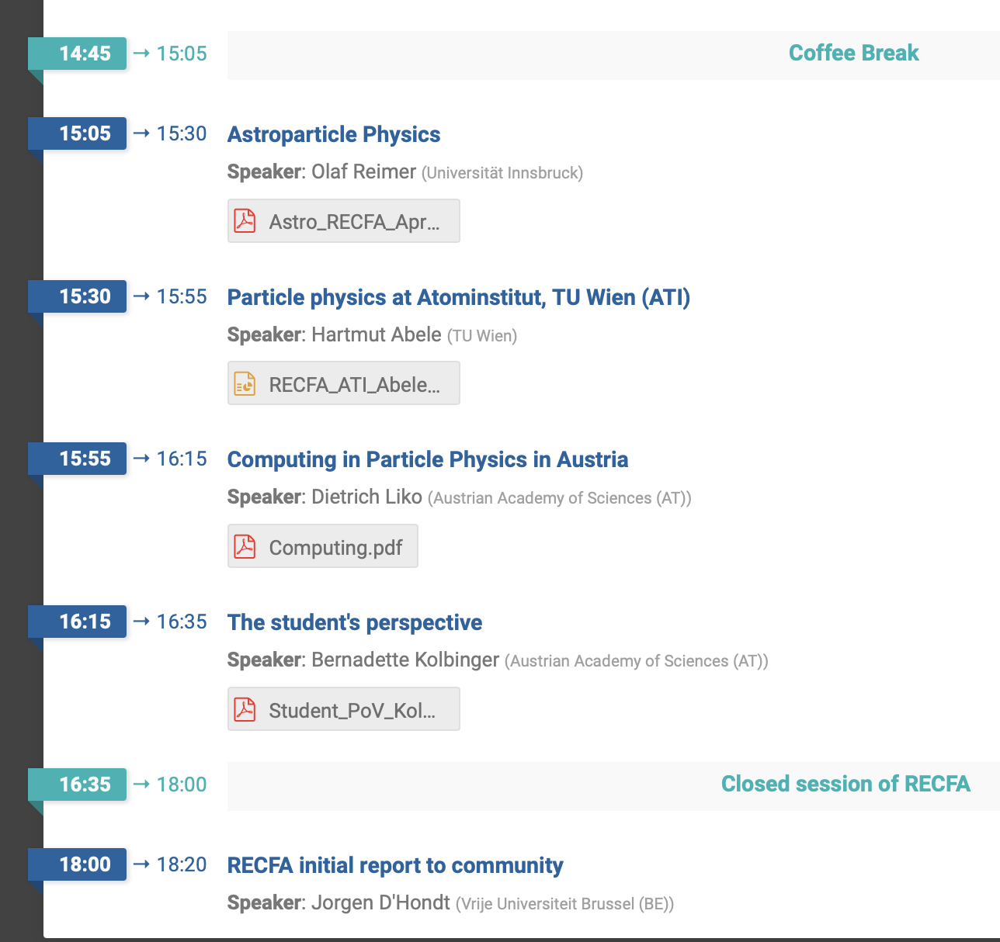 14:45 → 15:05 Coffee Break
15:05 → 15:30 Astroparticle Physics
Speaker: Olaf Reimer (Universität Innsbruck)
Astro_RECFA_Apr...
15:30 → 15:55 Particle physics at Atominstitut, TU Wien (ATI)
Speaker: Hartmut Abele (TU Wien)
RECFA_ATI_Abele...
15:55 → 16:15 Computing in Particle Physics in Austria
Speaker: Dietrich Liko (Austrian Academy of Sciences (AT))
Computing.pdf
16:15 → 16:35 The student's perspective
Speaker: Bernadette Kolbinger (Austrian Academy of Sciences (AT))
Student_PoV_Kol...
16:35 → 18:00 Closed session of RECFA
18:00 → 18:20 RECFA initial report to community
Speaker: Jorgen D'Hondt (Vrije Universiteit Brussel (BE))